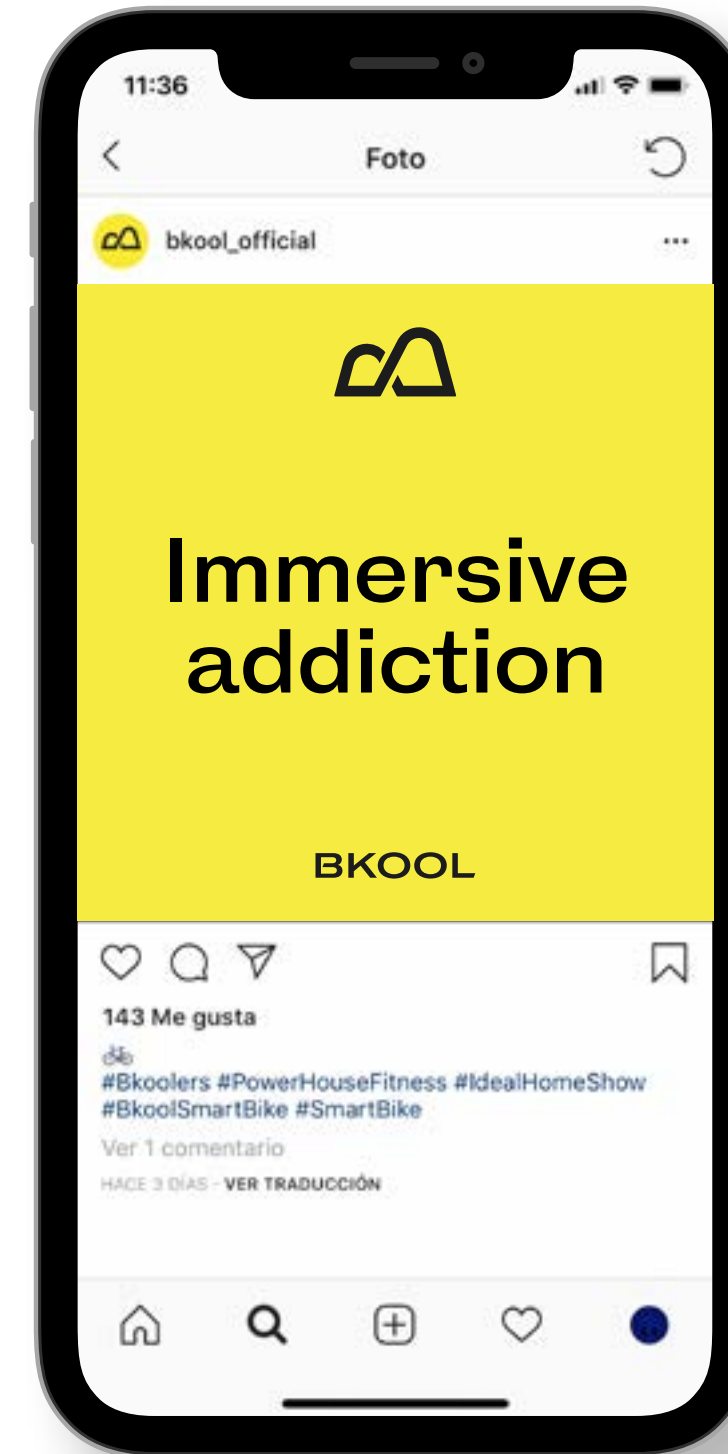 11:36
Foto
bkool_official
Immersive
addiction
BKOOL
143 Me gusta
#Bkoolers #PowerHouseFitness #IdealHomeShow
#BkoolSmartBike #SmartBike
Ver 1 comentario
HACE 3 DÍAS - VER TRADUCCIÓN